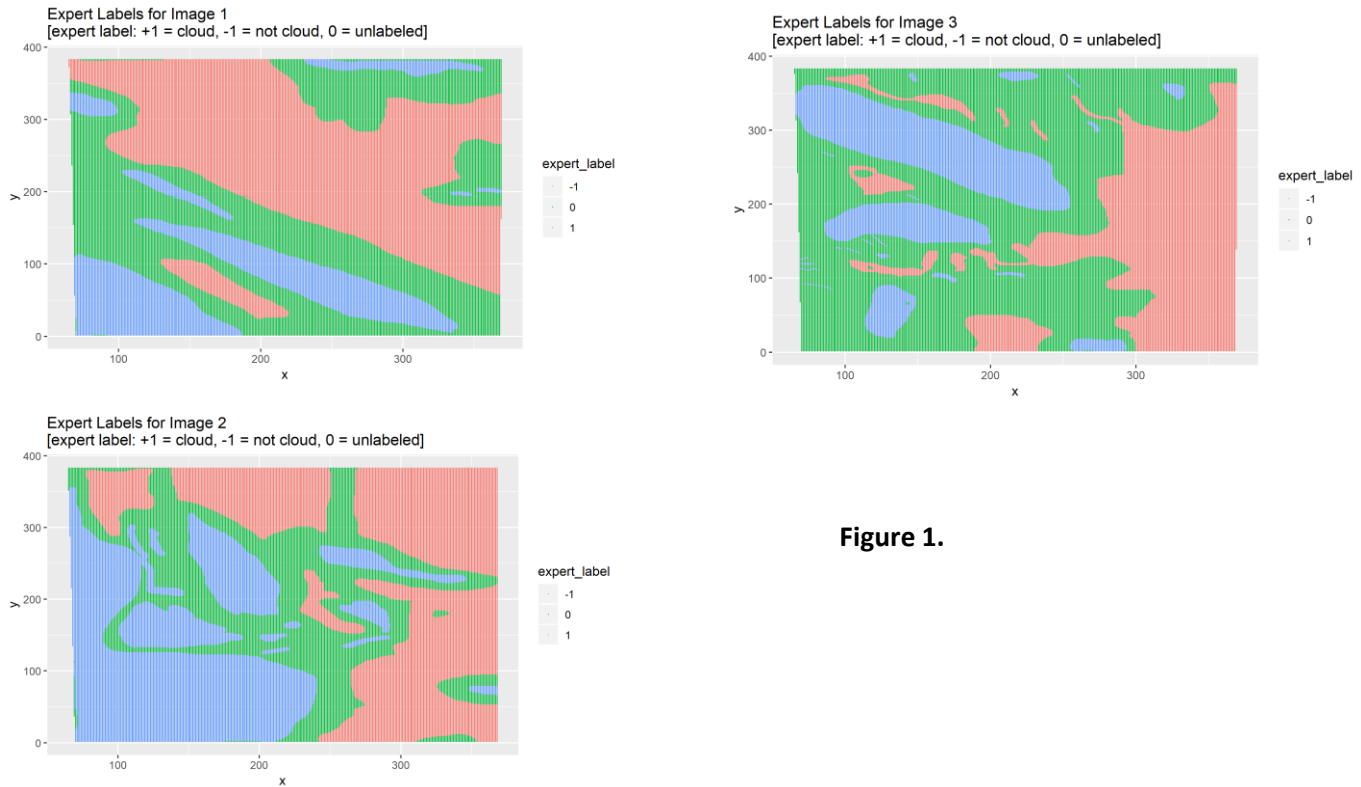 Expert Labels for Image 1
[expert label: +1 = cloud, -1 = not cloud, 0 = unlabeled]
400
300
200
100
0
y
100 200 300
x
expert_label
-1
0
1
Expert Labels for Image 3
[expert label: +1 = cloud, -1 = not cloud, 0 = unlabeled]
400
300
200
100
0
y
100 200 300
x
expert_label
-1
0
1
Expert Labels for Image 2
[expert label: +1 = cloud, -1 = not cloud, 0 = unlabeled]
400
300
200
100
0
y
100 200 300
x
expert_label
-1
0
1
Figure 1.